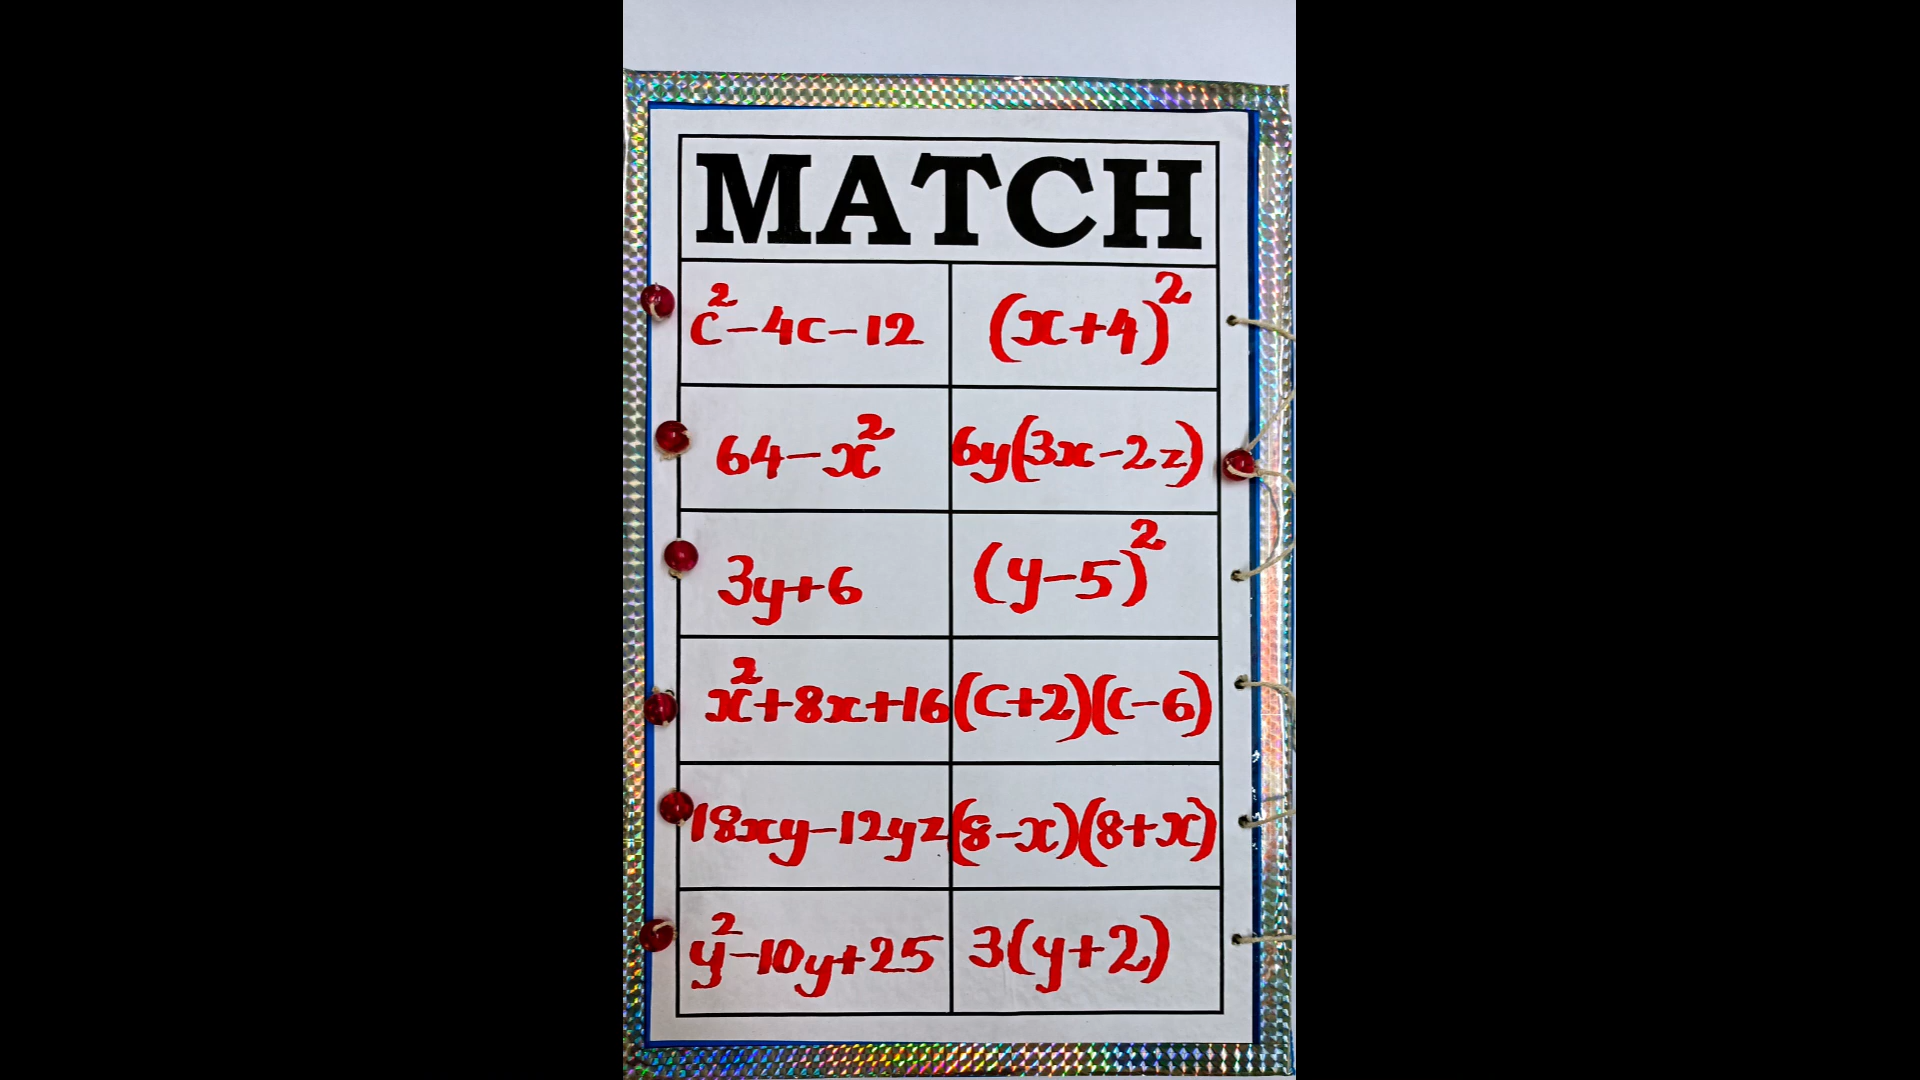 MATCH
c²-4c-12 (x+4)²
64-x² 6y(3x-2z)
3y+6 (y-5)²
x²+8x+16 (c+2)(c-6)
18xy-12yz (8-x)(8+x)
y²-10y+25 3(y+2)